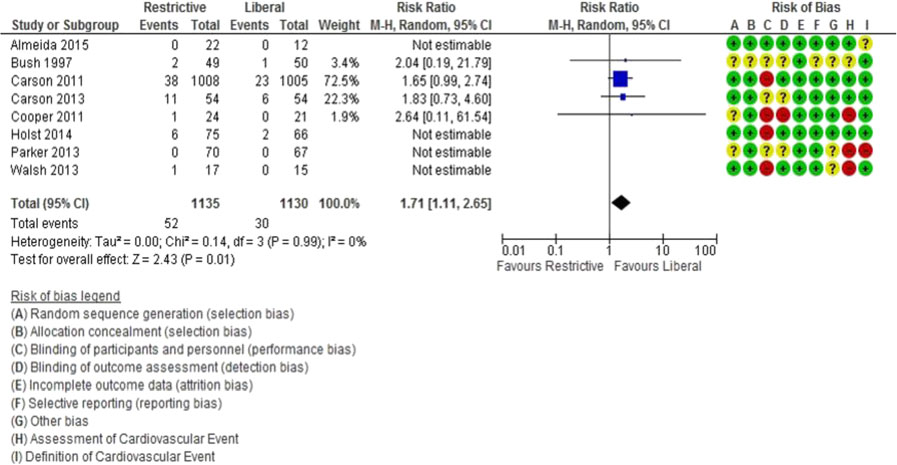 Restrictive Liberal Risk Ratio Risk Ratio Risk of Bias
Study or Subgroup Events Total Events Total Weight M-H, Random, 95% CI M-H, Random, 95% CI A B C D E F G H I
Almeida 2015 0 22 0 12 Not estimable + + + + + + + + ?
Bush 1997 2 49 1 50 3.4% 2.04 [0.19, 21.79] ? ? ? ? + ? ? ? +
Carson 2011 38 1008 23 1005 72.5% 1.65 [0.99, 2.74] + + - + + + + + +
Carson 2013 11 54 6 54 22.3% 1.83 [0.73, 4.60] + + ? ? + + + + +
Cooper 2011 1 24 0 21 1.9% 2.64 [0.11, 61.54] ? + - - + + + - +
Holst 2014 6 75 2 66 Not estimable + + - + + + + + +
Parker 2013 0 70 0 67 Not estimable ? + ? ? + + ? - -
Walsh 2013 1 17 0 15 Not estimable + + - + + + ? - +
Total (95% CI) 1135 1130 100.0% 1.71 [1.11, 2.65]
Total events 52 30
Heterogeneity: Tau² = 0.00; Chi² = 0.14, df = 3 (P = 0.99); I² = 0%
Test for overall effect: Z = 2.43 (P = 0.01)
0.01 0.1 1 10 100
Favours Restrictive Favours Liberal
Risk of bias legend
(A) Random sequence generation (selection bias)
(B) Allocation concealment (selection bias)
(C) Blinding of participants and personnel (performance bias)
(D) Blinding of outcome assessment (detection bias)
(E) Incomplete outcome data (attrition bias)
(F) Selective reporting (reporting bias)
(G) Other bias
(H) Assessment of Cardiovascular Event
(I) Definition of Cardiovascular Event